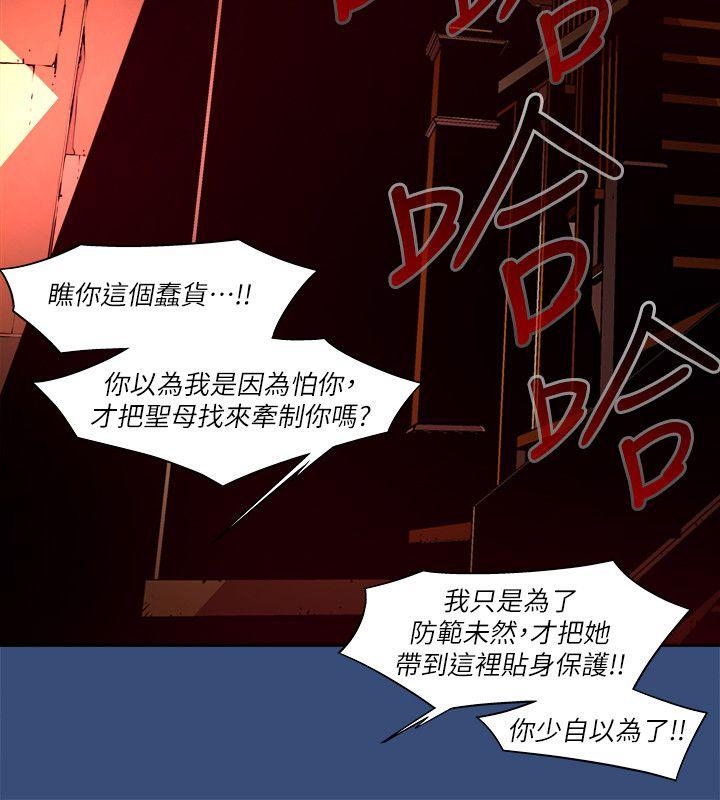 哈
哈
瞧你這個蠢貨…!!
你以為我是因為怕你，
才把聖母找來牽制你嗎?
我只是為了
防範未然，才把她
帶到這裡貼身保護!!
你少自以為了!!